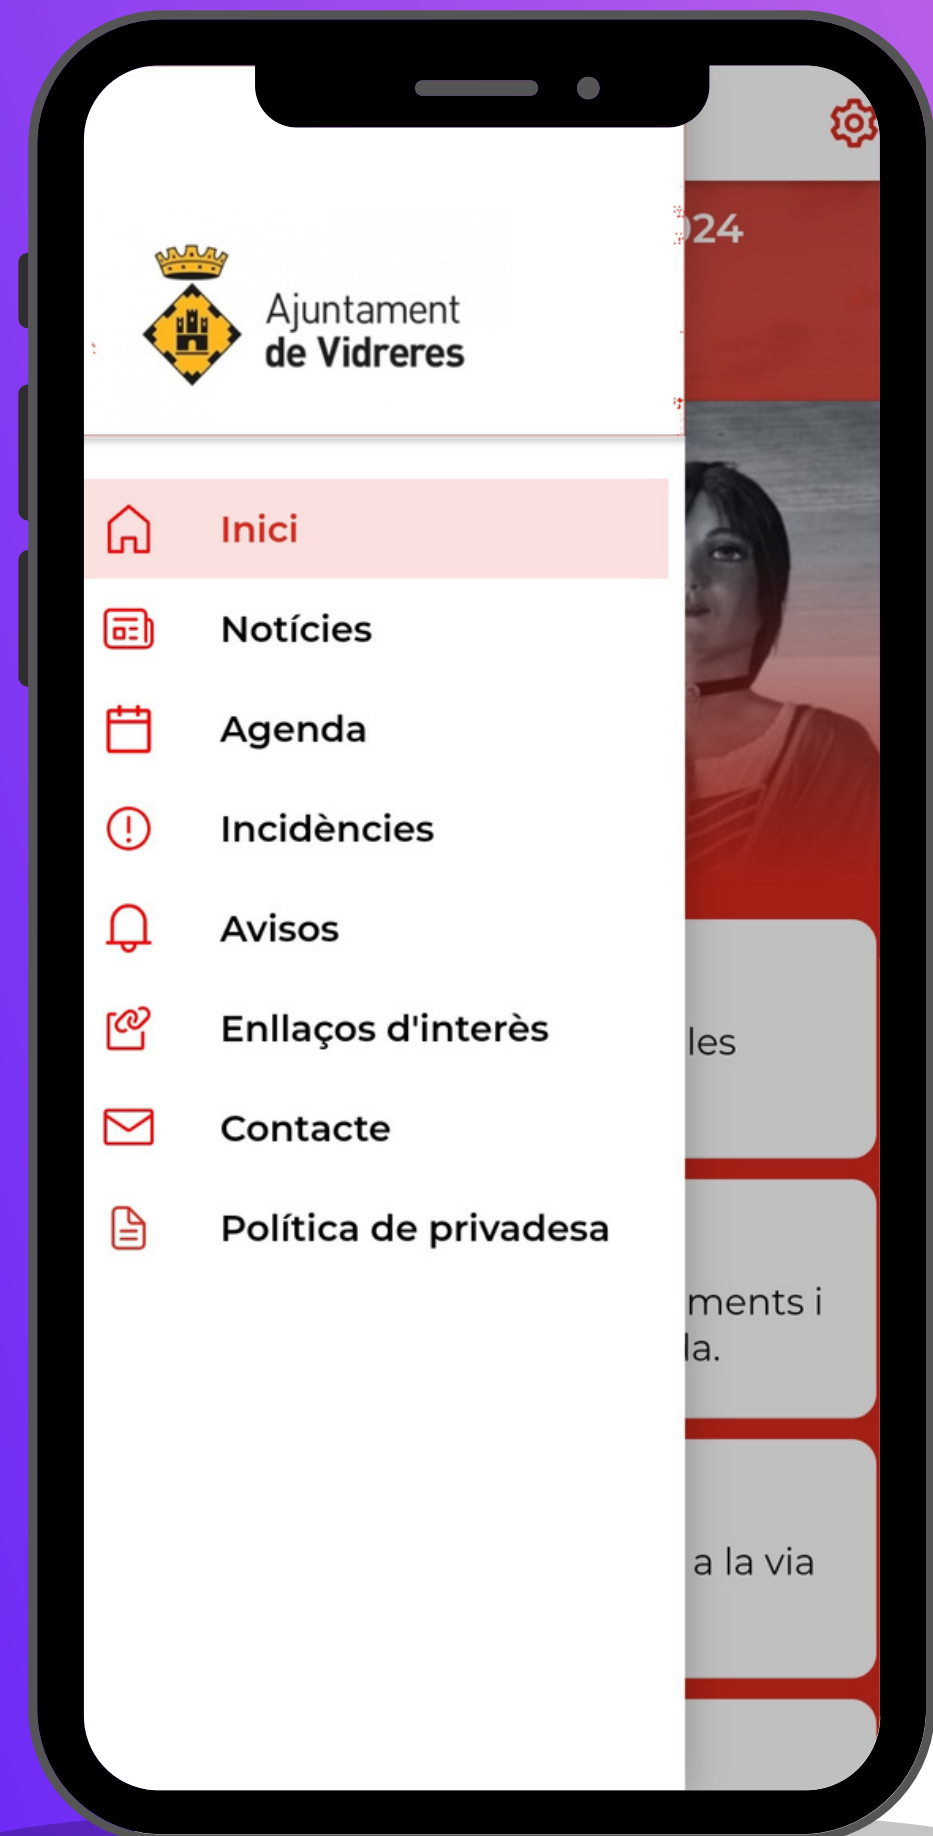 Ajuntament
de Vidreres
Inici
Notícies
Agenda
Incidències
Avisos
Enllaços d'interès
Contacte
Política de privadesa
24
les
ments i
la.
a la via